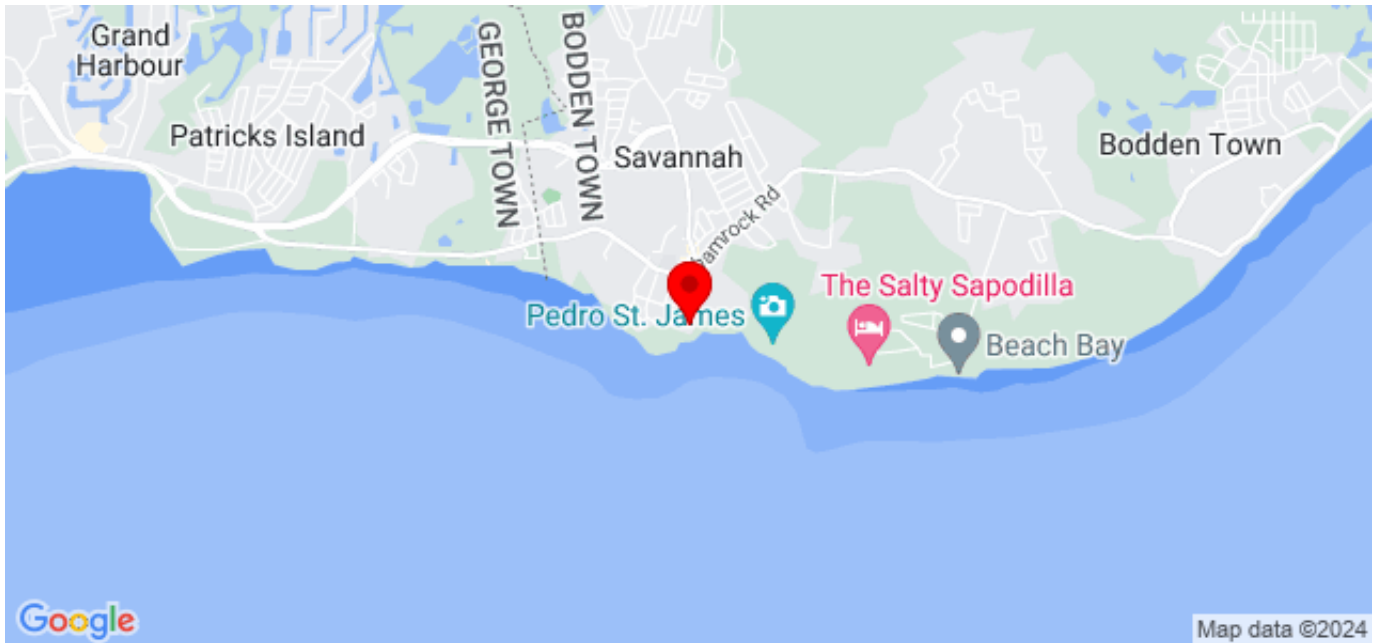 Grand
Harbour
Patricks Island
GEORGE TOWN
BODDEN TOWN
Savannah
Bodden Town
Pedro St. James
The Salty Sapodilla
Beach Bay
Google
Map data ©2024